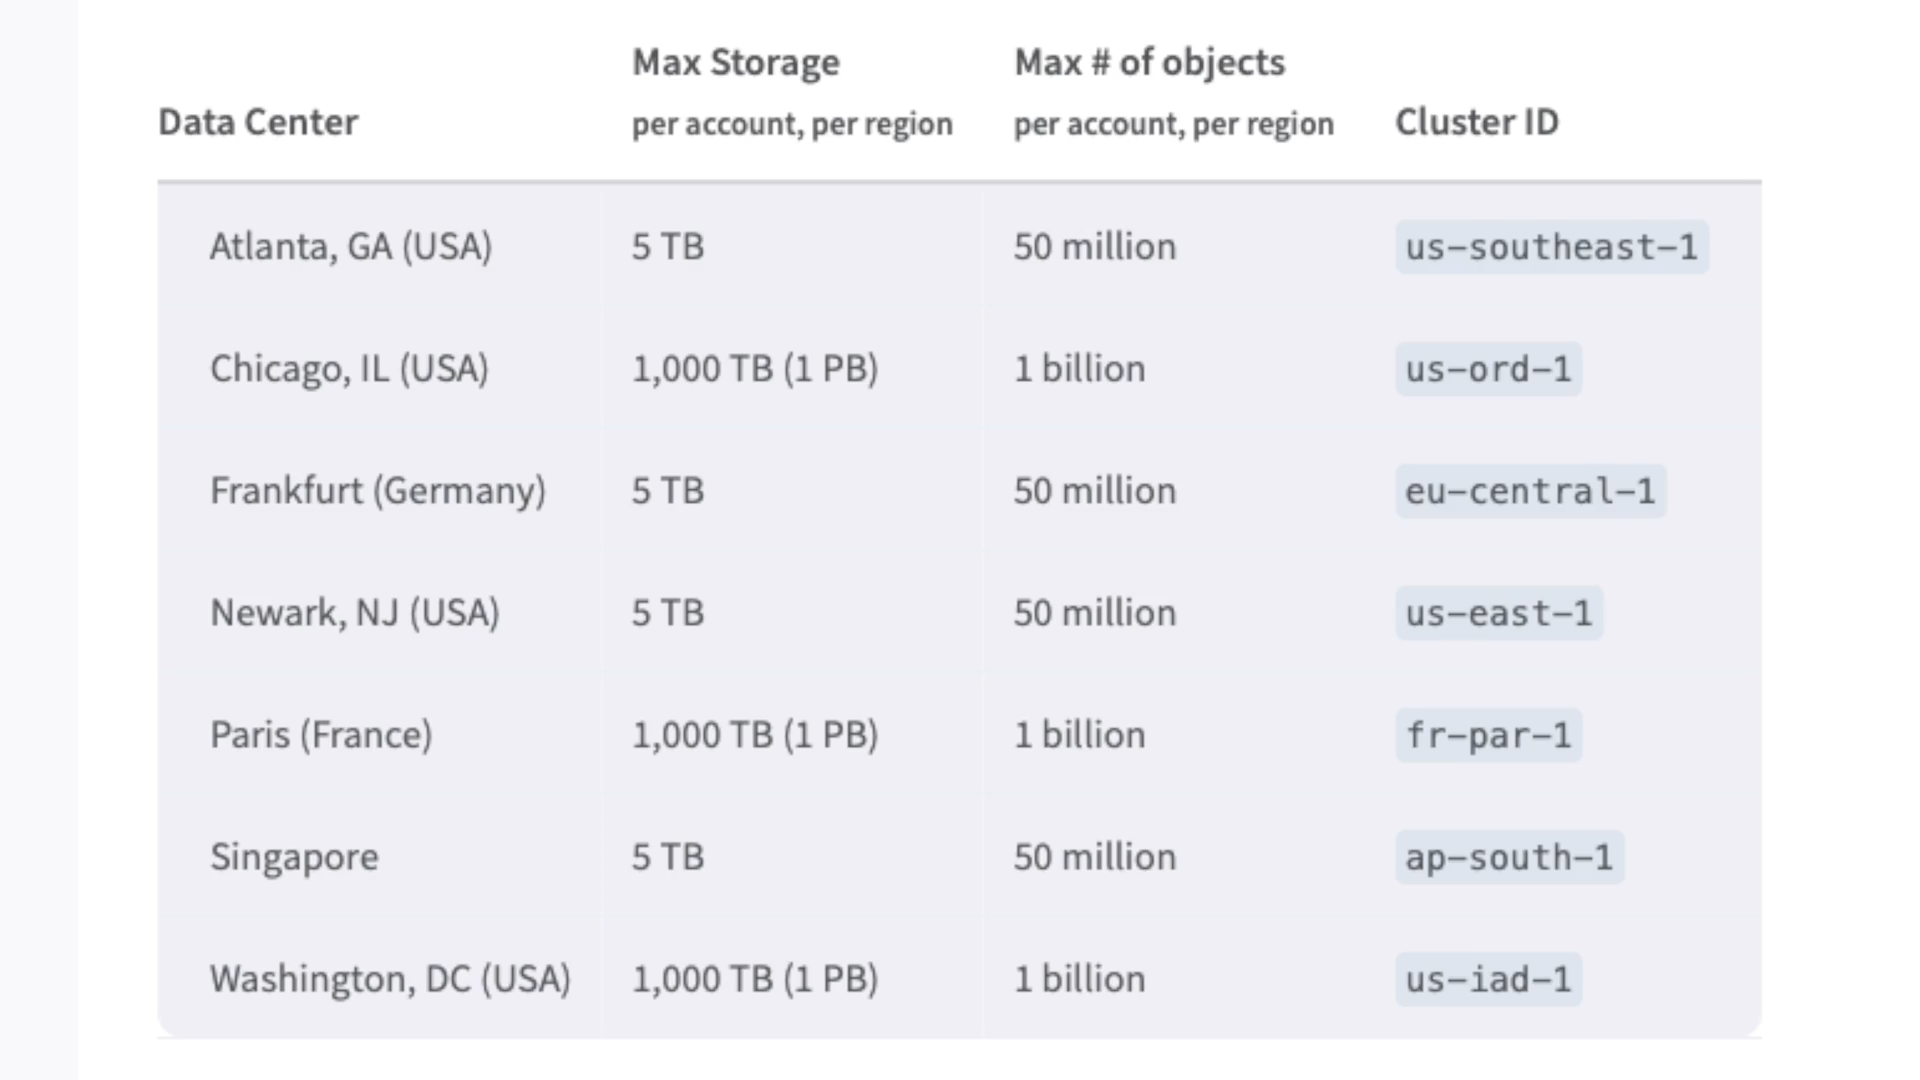 Data Center Max Storage per account, per region Max # of objects per account, per region Cluster ID
Atlanta, GA (USA) 5 TB 50 million us-southeast-1
Chicago, IL (USA) 1,000 TB (1 PB) 1 billion us-ord-1
Frankfurt (Germany) 5 TB 50 million eu-central-1
Newark, NJ (USA) 5 TB 50 million us-east-1
Paris (France) 1,000 TB (1 PB) 1 billion fr-par-1
Singapore 5 TB 50 million ap-south-1
Washington, DC (USA) 1,000 TB (1 PB) 1 billion us-iad-1